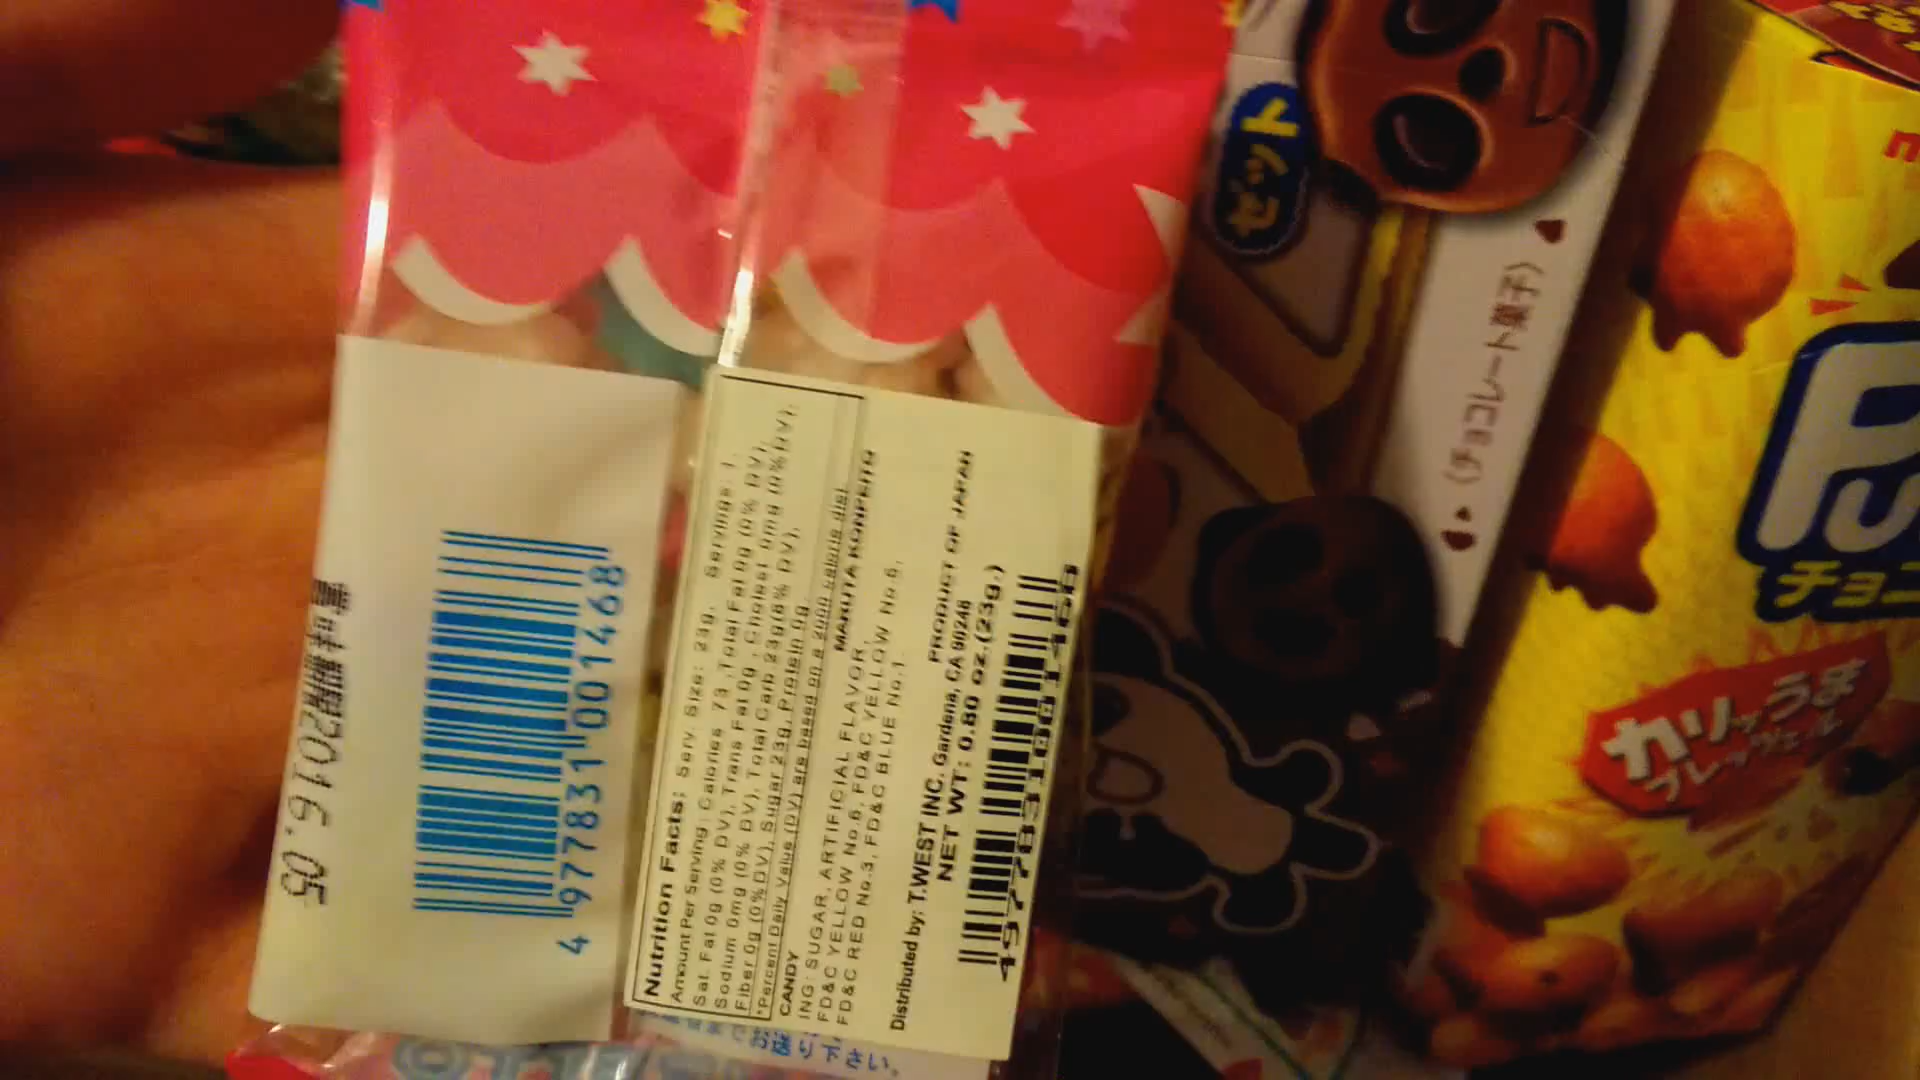 賞味期限2016.05
4977831001468
Nutrition Facts: Serv. Size: 23g, Servings 1,
Amount Per Serving: Calories 73, Total Fat 0g (0% DV),
Sat. Fat 0g (0% DV), Trans Fat 0g, Cholest 0mg (0% DV),
Sodium 0mg (0% DV), Total Carb 23g (8% DV),
Fiber 0g (0% DV), Sugar 23g, Protein 0g.
*Percent Daily Value (DV) are based on a 2000 calorie diet
CANDY MARUTA KONPEITO
ING: SUGAR, ARTIFICIAL FLAVOR,
FD&C YELLOW No.6, FD&C YELLOW No.5,
FD&C RED No.3, FD&C BLUE No.1.
PRODUCT OF JAPAN
Distributed by: T.WEST INC. Gardena, CA 90248
NET WT: 0.80 oz.(23g.)
4977831001468
お踊り下さい。
ビット
(チョコレート菓子)
Pu
チョコ
カリッうま
プレッツェル